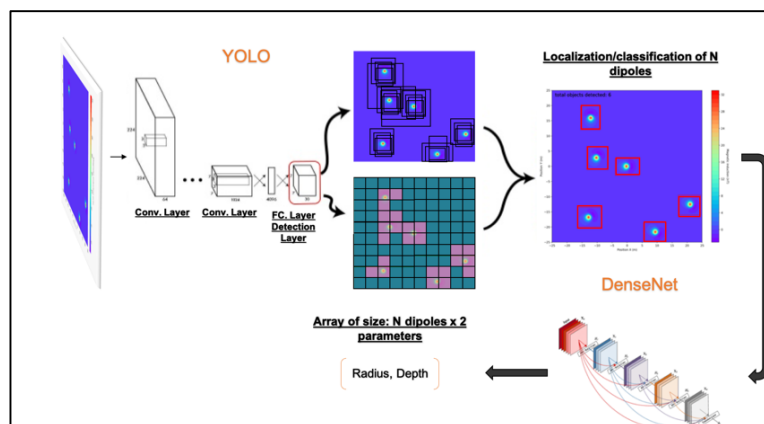 YOLO
Localization/classification of N
dipoles
Conv. Layer
Conv. Layer
FC. Layer
Detection
Layer
DenseNet
Array of size: N dipoles x 2
parameters
Radius, Depth